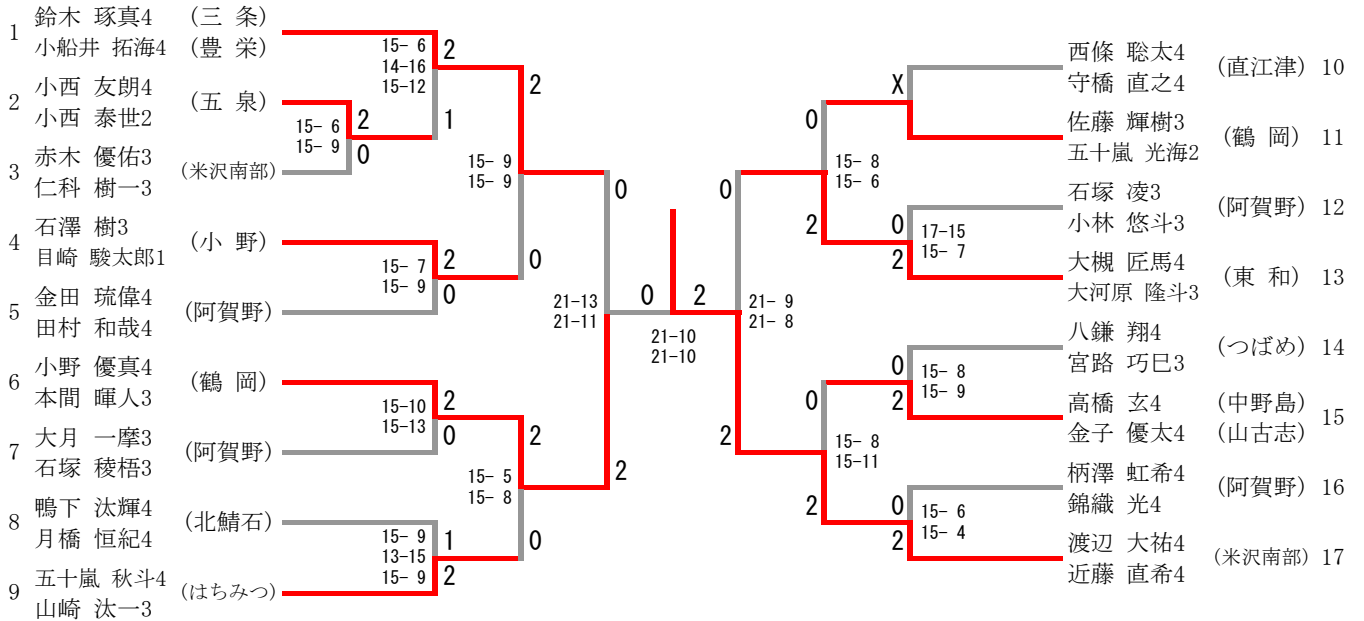 1 鈴木 琢真4 (三 条)
小船井 拓海4 (豊 栄)
2 小西 友朗4 (五 泉)
小西 泰世2
3 赤木 優佑3 (米沢南部)
仁科 樹一3
4 石澤 樹3 (小 野)
目崎 駿太郎1
5 金田 琉偉4 (阿賀野)
田村 和哉4
6 小野 優真4 (鶴 岡)
本間 暉人3
7 大月 一摩3 (阿賀野)
石塚 稜梧3
8 鴨下 汰輝4 (北鯖石)
月橋 恒紀4
9 五十嵐 秋斗4 (はちみつ)
山崎 汰一3
15- 6
14-16
15-12
2
1
15- 6
15- 9
2
0
15- 9
15- 9
2
0
15- 7
15- 9
2
0
21-13
21-11
0
2
15-10
15-13
2
0
15- 5
15- 8
2
0
15- 9
13-15
15- 9
1
2
0 2
21-10
21-10
21- 9
21- 8
0
2
X
15- 8
15- 6
0
2
17-15
15- 7
0
2
15- 8
15- 9
0
2
15- 8
15-11
0
2
15- 6
15- 4
0
2
西條 聡太4 (直江津) 10
守橋 直之4
佐藤 輝樹3 (鶴 岡) 11
五十嵐 光海2
石塚 凌3 (阿賀野) 12
小林 悠斗3
大槻 匠馬4 (東 和) 13
大河原 隆斗3
八鎌 翔4 (つばめ) 14
宮路 巧巳3
高橋 玄4 (中野島) 15
金子 優太4 (山古志)
柄澤 虹希4 (阿賀野) 16
錦織 光4
渡辺 大祐4 (米沢南部) 17
近藤 直希4